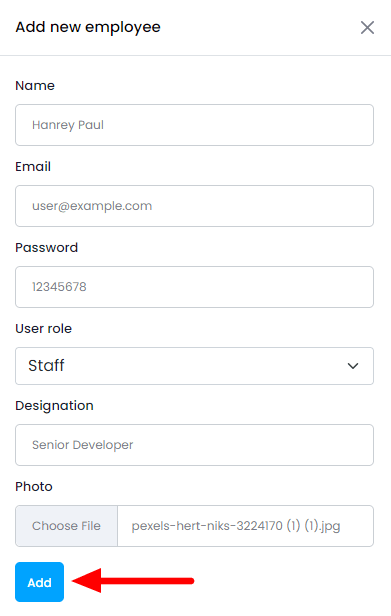 Add new employee
Name
Hanrey Paul
Email
user@example.com
Password
12345678
User role
Staff
Designation
Senior Developer
Photo
Choose File pexels-hert-niks-3224170 (1) (1).jpg
Add